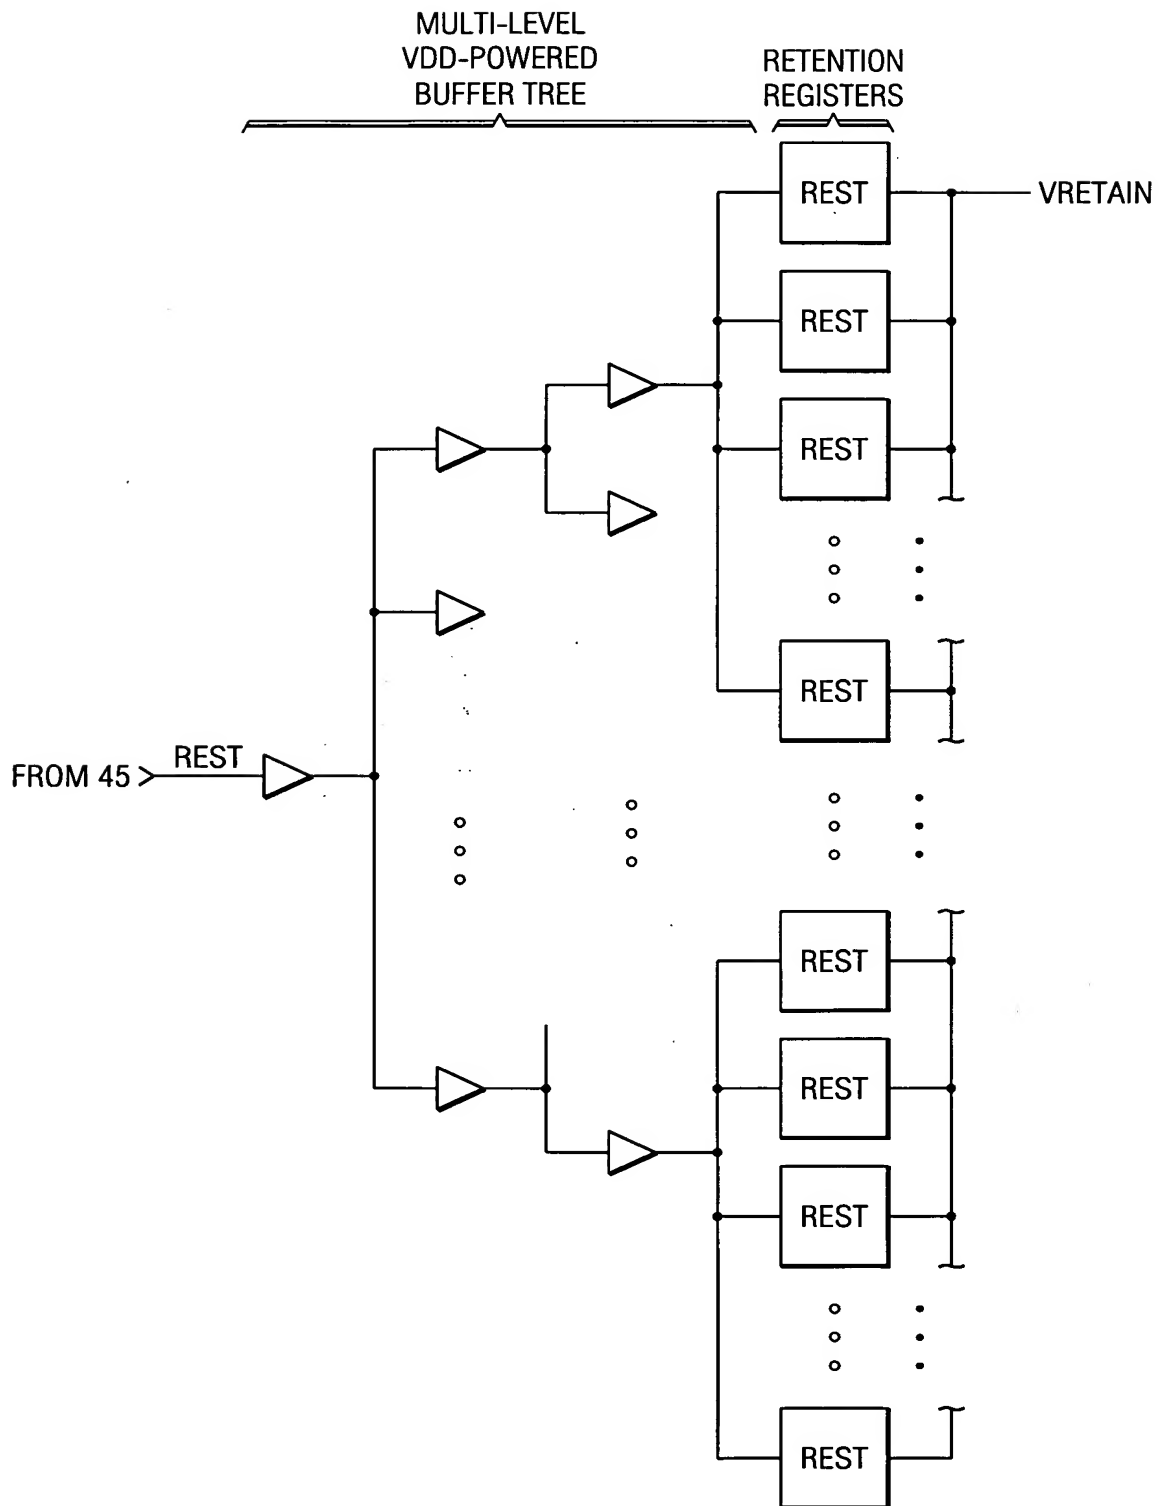 MULTI-LEVEL
VDD-POWERED
BUFFER TREE
RETENTION
REGISTERS
REST
VRETAIN
REST
REST
REST
REST
FROM 45
REST
REST
REST
REST